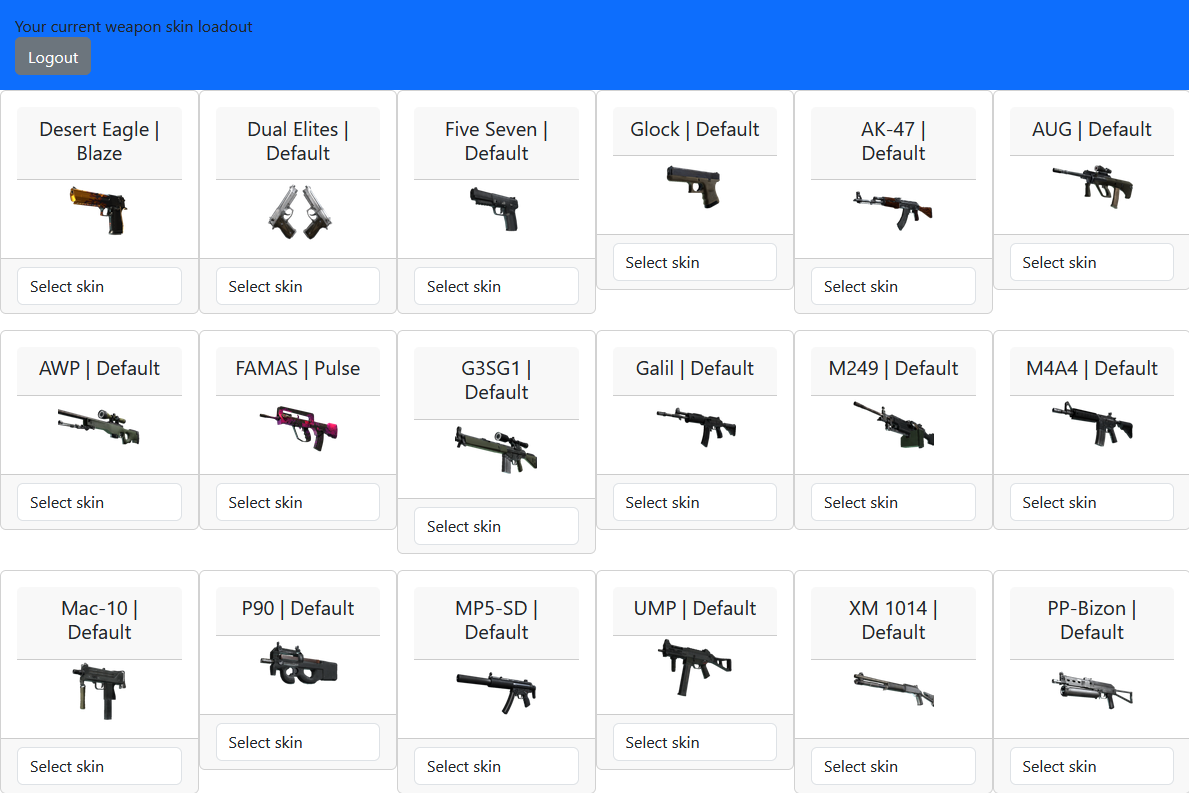 Your current weapon skin loadout
Logout
Desert Eagle |
Blaze
Select skin
Dual Elites |
Default
Select skin
Five Seven |
Default
Select skin
Glock | Default
Select skin
AK-47 |
Default
Select skin
AUG | Default
Select skin
AWP | Default
Select skin
FAMAS | Pulse
Select skin
G3SG1 |
Default
Select skin
Galil | Default
Select skin
M249 | Default
Select skin
M4A4 | Default
Select skin
Mac-10 |
Default
Select skin
P90 | Default
Select skin
MP5-SD |
Default
Select skin
UMP | Default
Select skin
XM 1014 |
Default
Select skin
PP-Bizon |
Default
Select skin